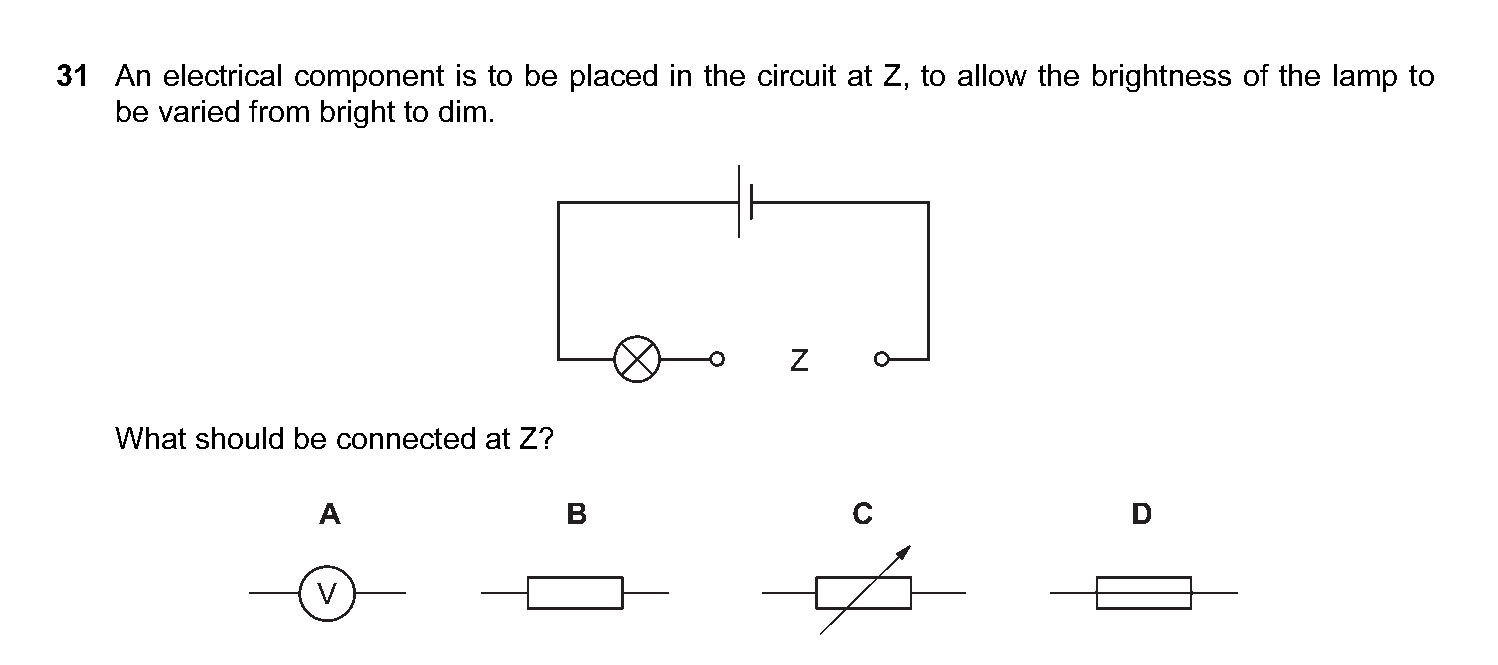 31 An electrical component is to be placed in the circuit at Z, to allow the brightness of the lamp to
be varied from bright to dim.
Z
What should be connected at Z?
A B C D
V